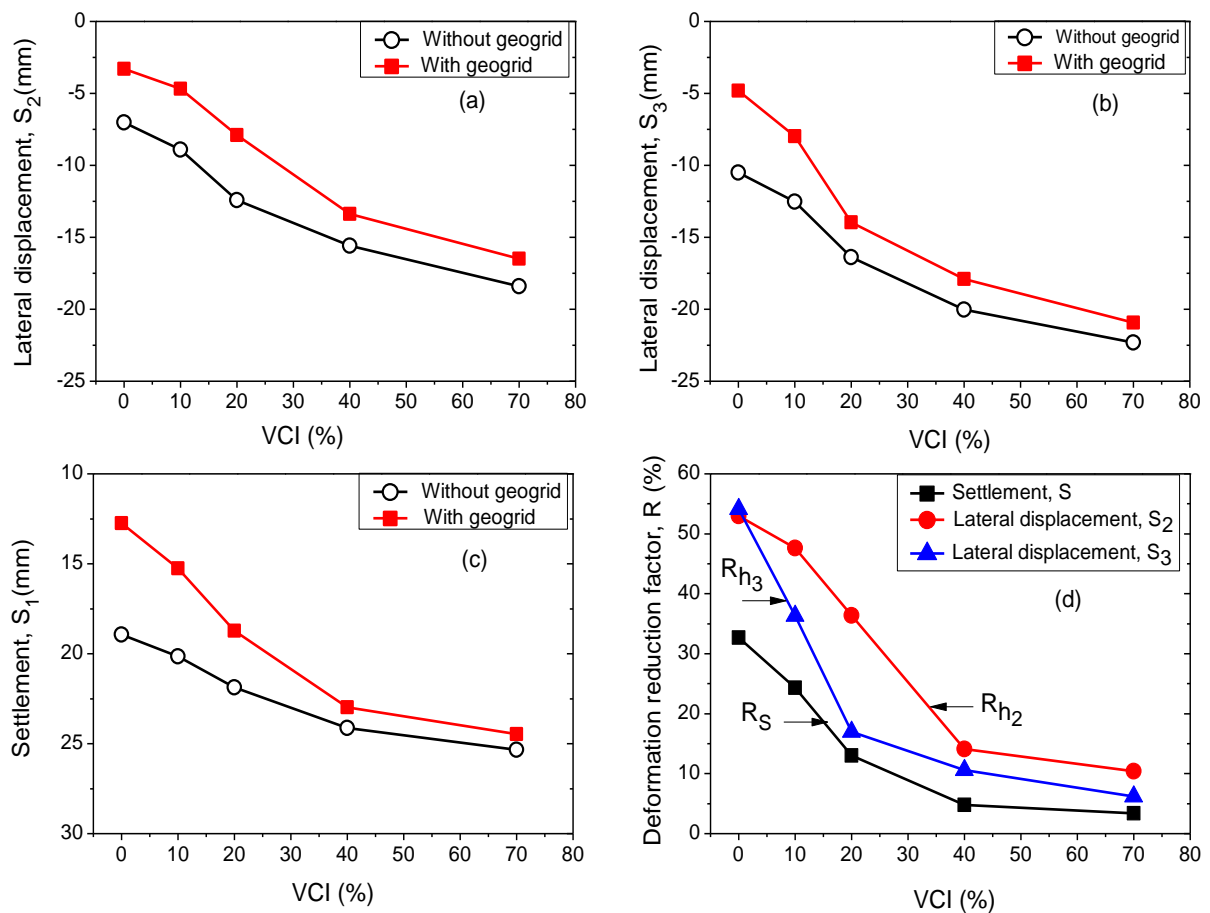 Without geogrid
With geogrid
(a)
Lateral displacement, S2(mm)
0
-5
-10
-15
-20
-25
0 10 20 30 40 50 60 70 80
VCI (%)
Without geogrid
With geogrid
(b)
Lateral displacement, S3(mm)
0
-5
-10
-15
-20
-25
0 10 20 30 40 50 60 70 80
VCI (%)
Without geogrid
With geogrid
(c)
Settlement, S1(mm)
10
15
20
25
30
0 10 20 30 40 50 60 70 80
VCI (%)
Settlement, S
Lateral displacement, S2
Lateral displacement, S3
(d)
Rh3
RS
Rh2
Deformation reduction factor, R (%)
60
50
40
30
20
10
0
0 10 20 30 40 50 60 70 80
VCI (%)